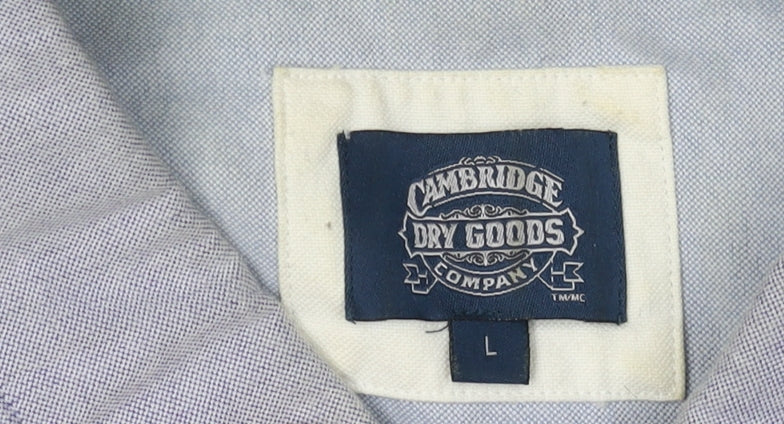 CAMBRIDGE
DRY GOODS
COMPANY
TM/MC
L